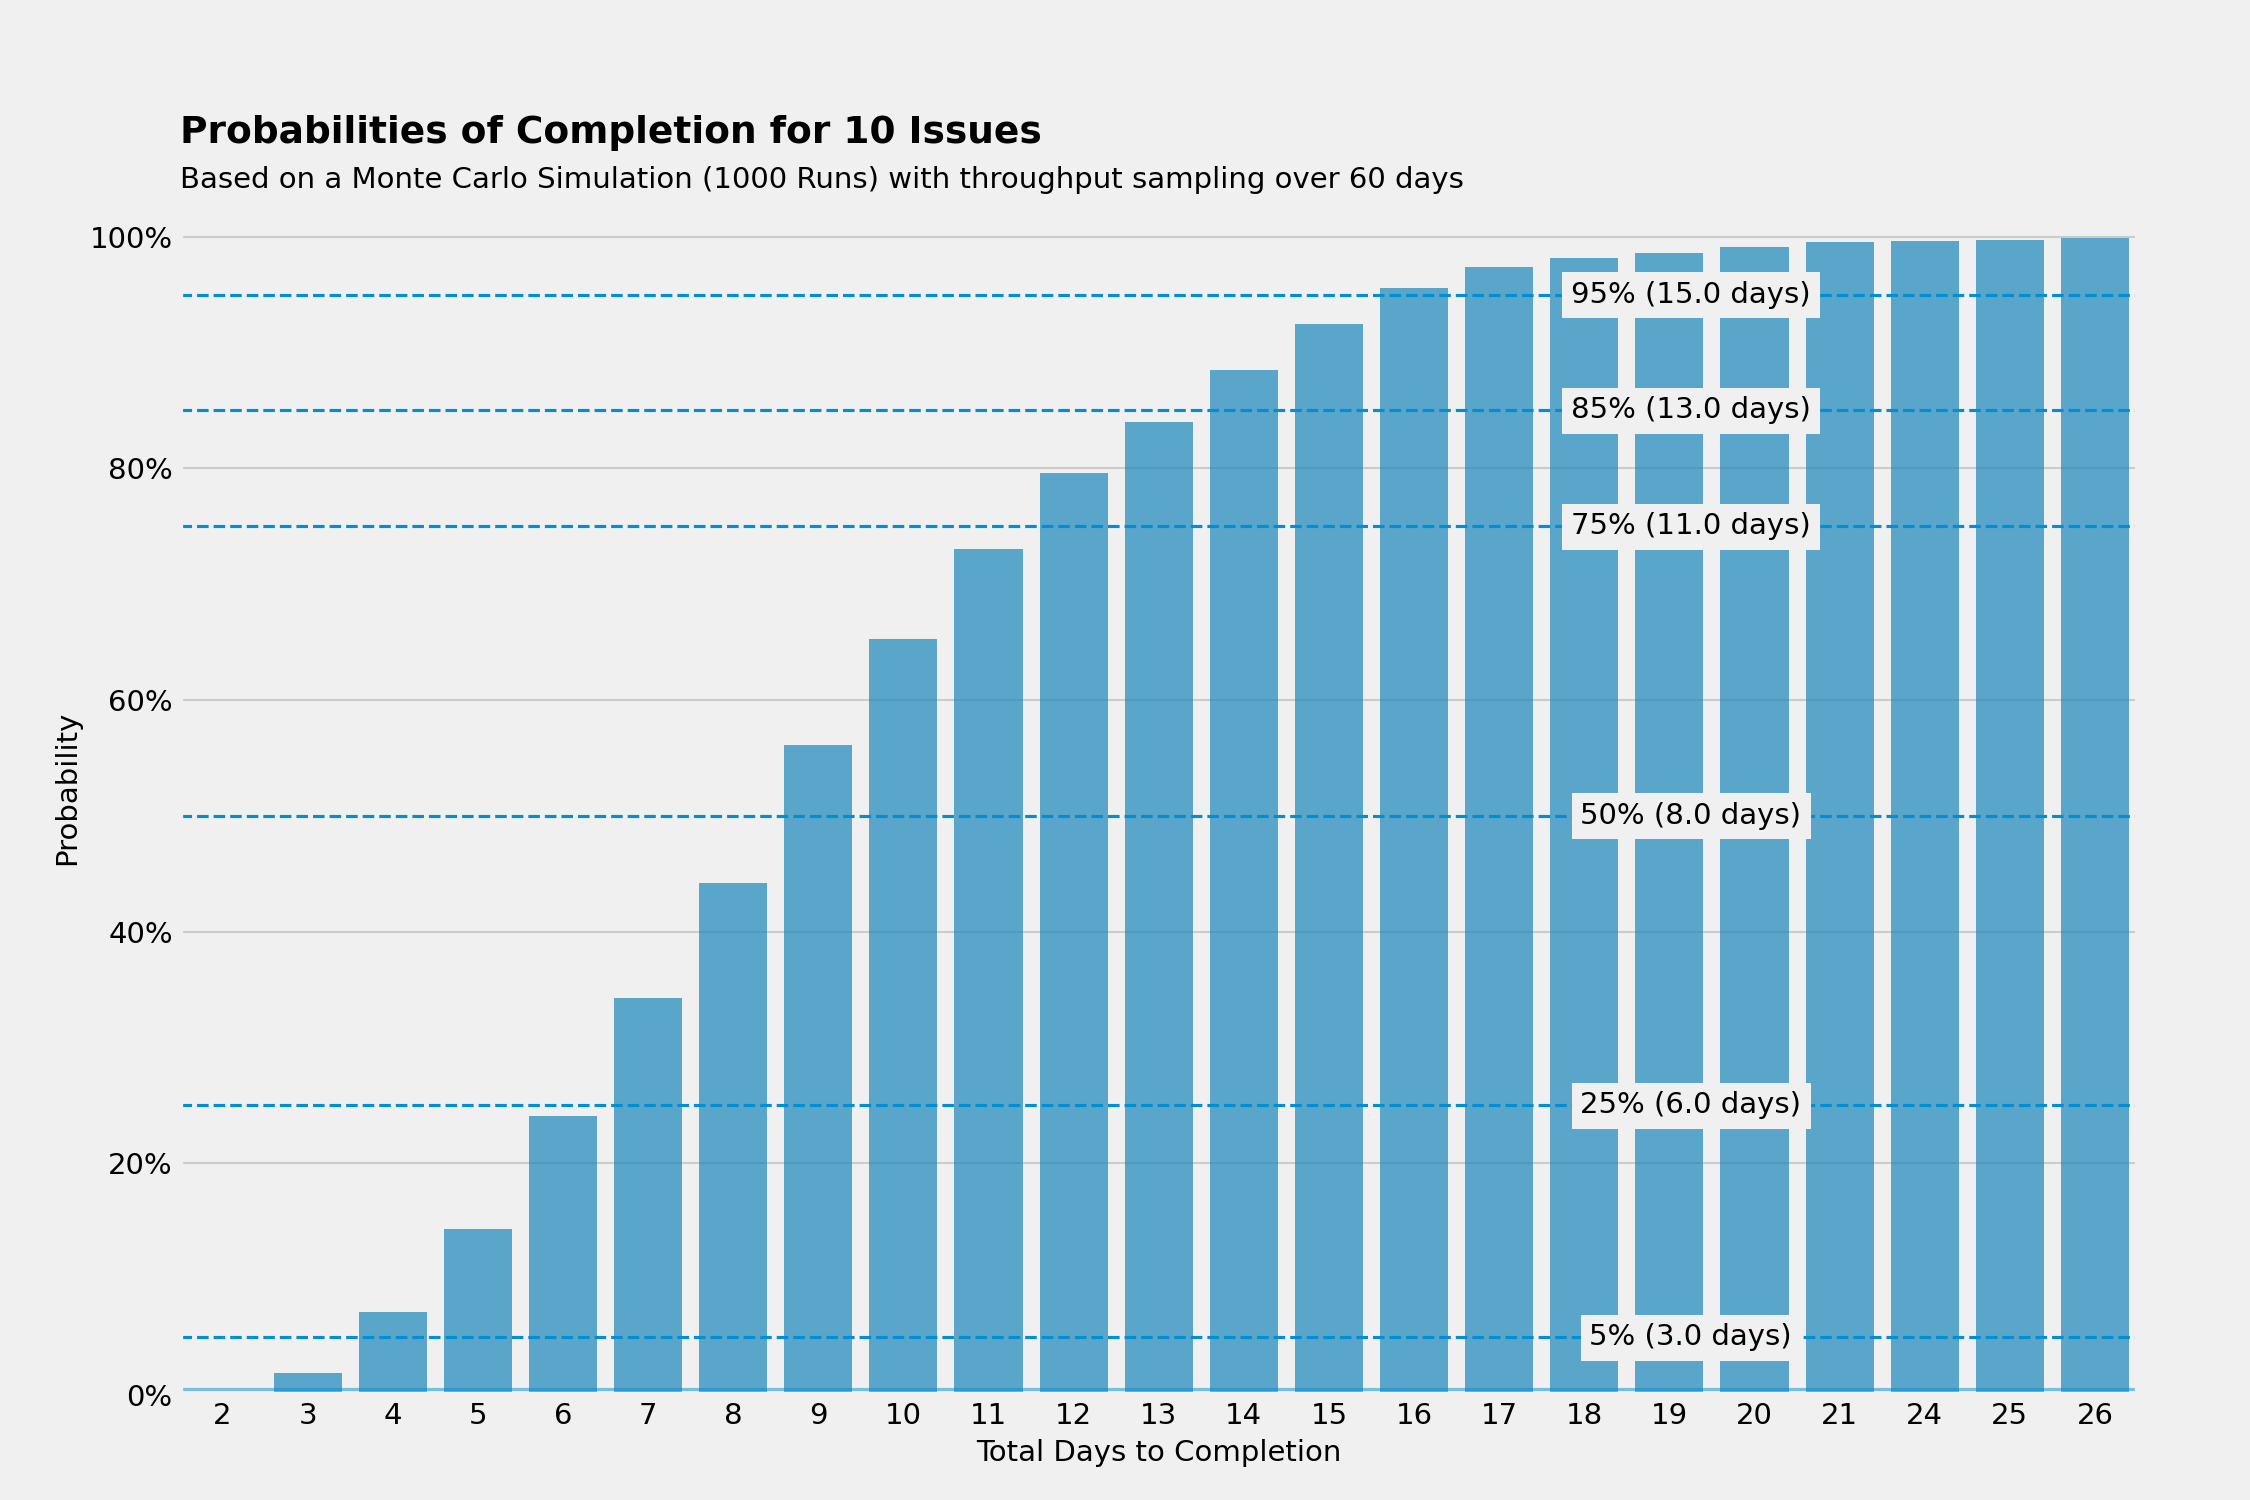 Probabilities of Completion for 10 Issues
Based on a Monte Carlo Simulation (1000 Runs) with throughput sampling over 60 days
100%
95% (15.0 days)
85% (13.0 days)
80%
75% (11.0 days)
60%
Probability
50% (8.0 days)
40%
25% (6.0 days)
20%
5% (3.0 days)
0%
2 3 4 5 6 7 8 9 10 11 12 13 14 15 16 17 18 19 20 21 24 25 26
Total Days to Completion